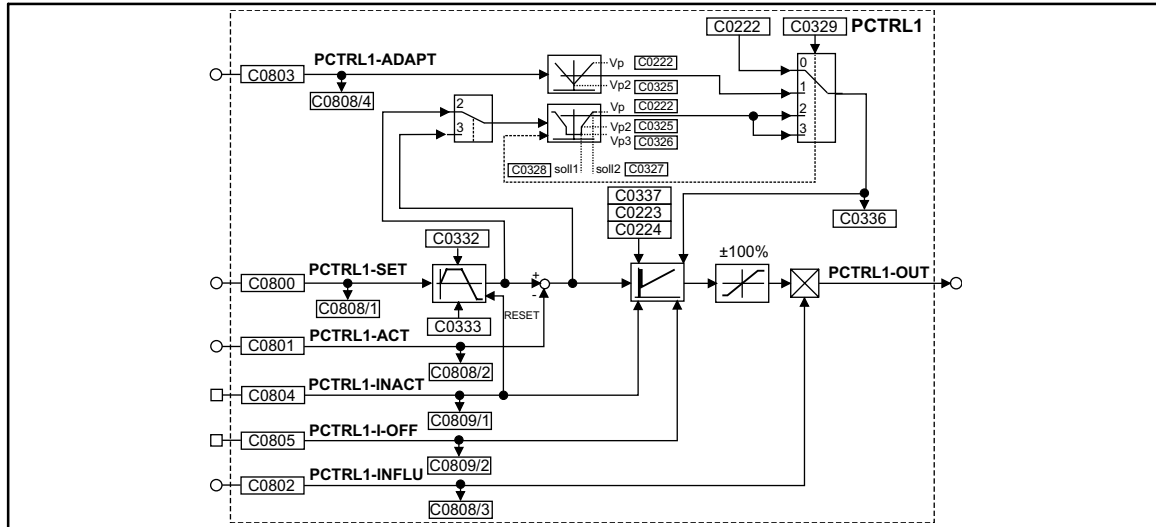 C0222 C0329 PCTRL1
PCTRL1-ADAPT
C0803
C0808/4
Vp C0222
Vp2 C0325
0
1
2
3
2
3
Vp C0222
Vp2 C0325
Vp3 C0326
C0328 soll1 soll2 C0327
C0337
C0223
C0224
C0336
C0332
±100%
PCTRL1-SET
C0800
C0808/1
+
-
RESET
C0333
PCTRL1-OUT
PCTRL1-ACT
C0801
C0808/2
PCTRL1-INACT
C0804
C0809/1
PCTRL1-I-OFF
C0805
C0809/2
PCTRL1-INFLU
C0802
C0808/3